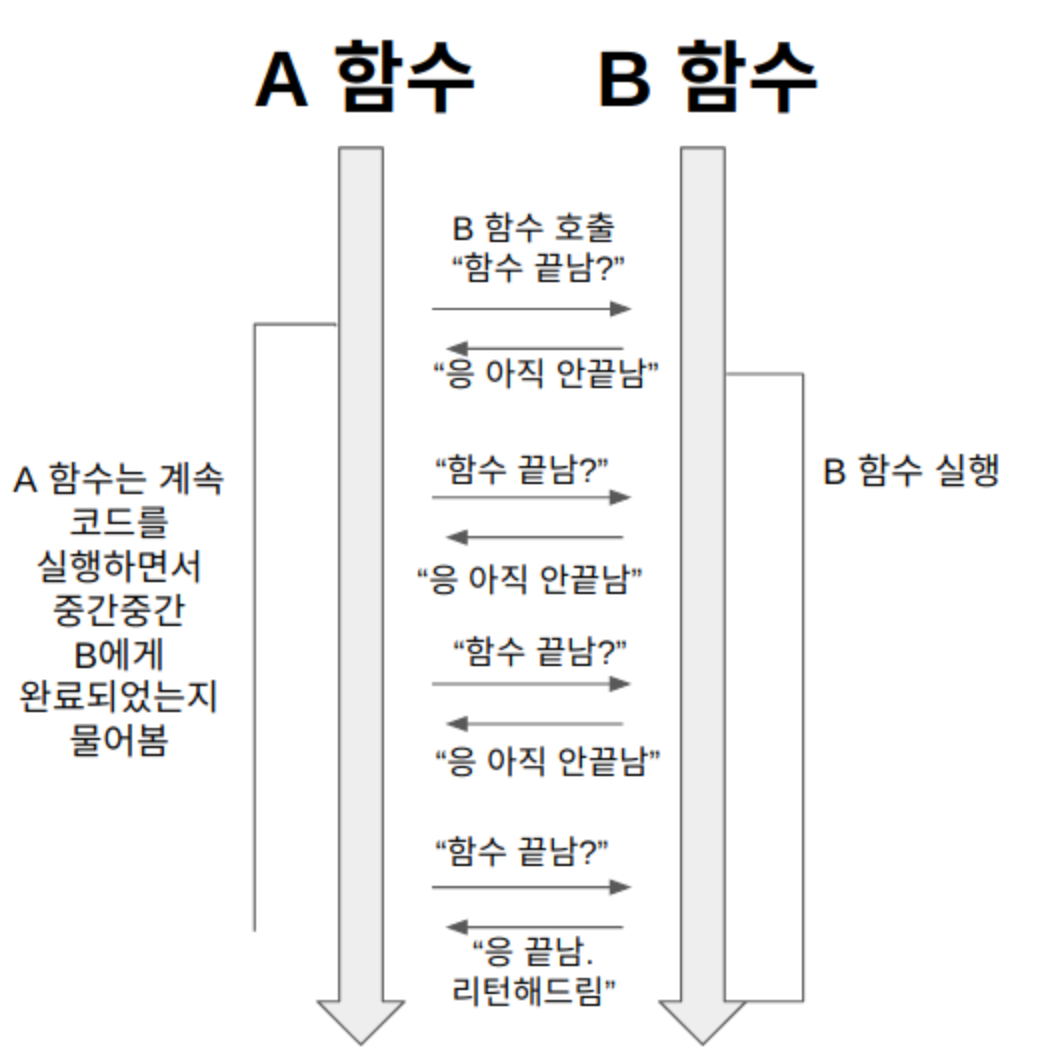 A 함수
B 함수
B 함수 호출
“함수 끝남?”
“응 아직 안끝남”
“함수 끝남?”
“응 아직 안끝남”
“함수 끝남?”
“응 아직 안끝남”
“함수 끝남?”
“응 끝남.
리턴해드림”
A 함수는 계속
코드를
실행하면서
중간중간
B에게
완료되었는지
물어봄
B 함수 실행